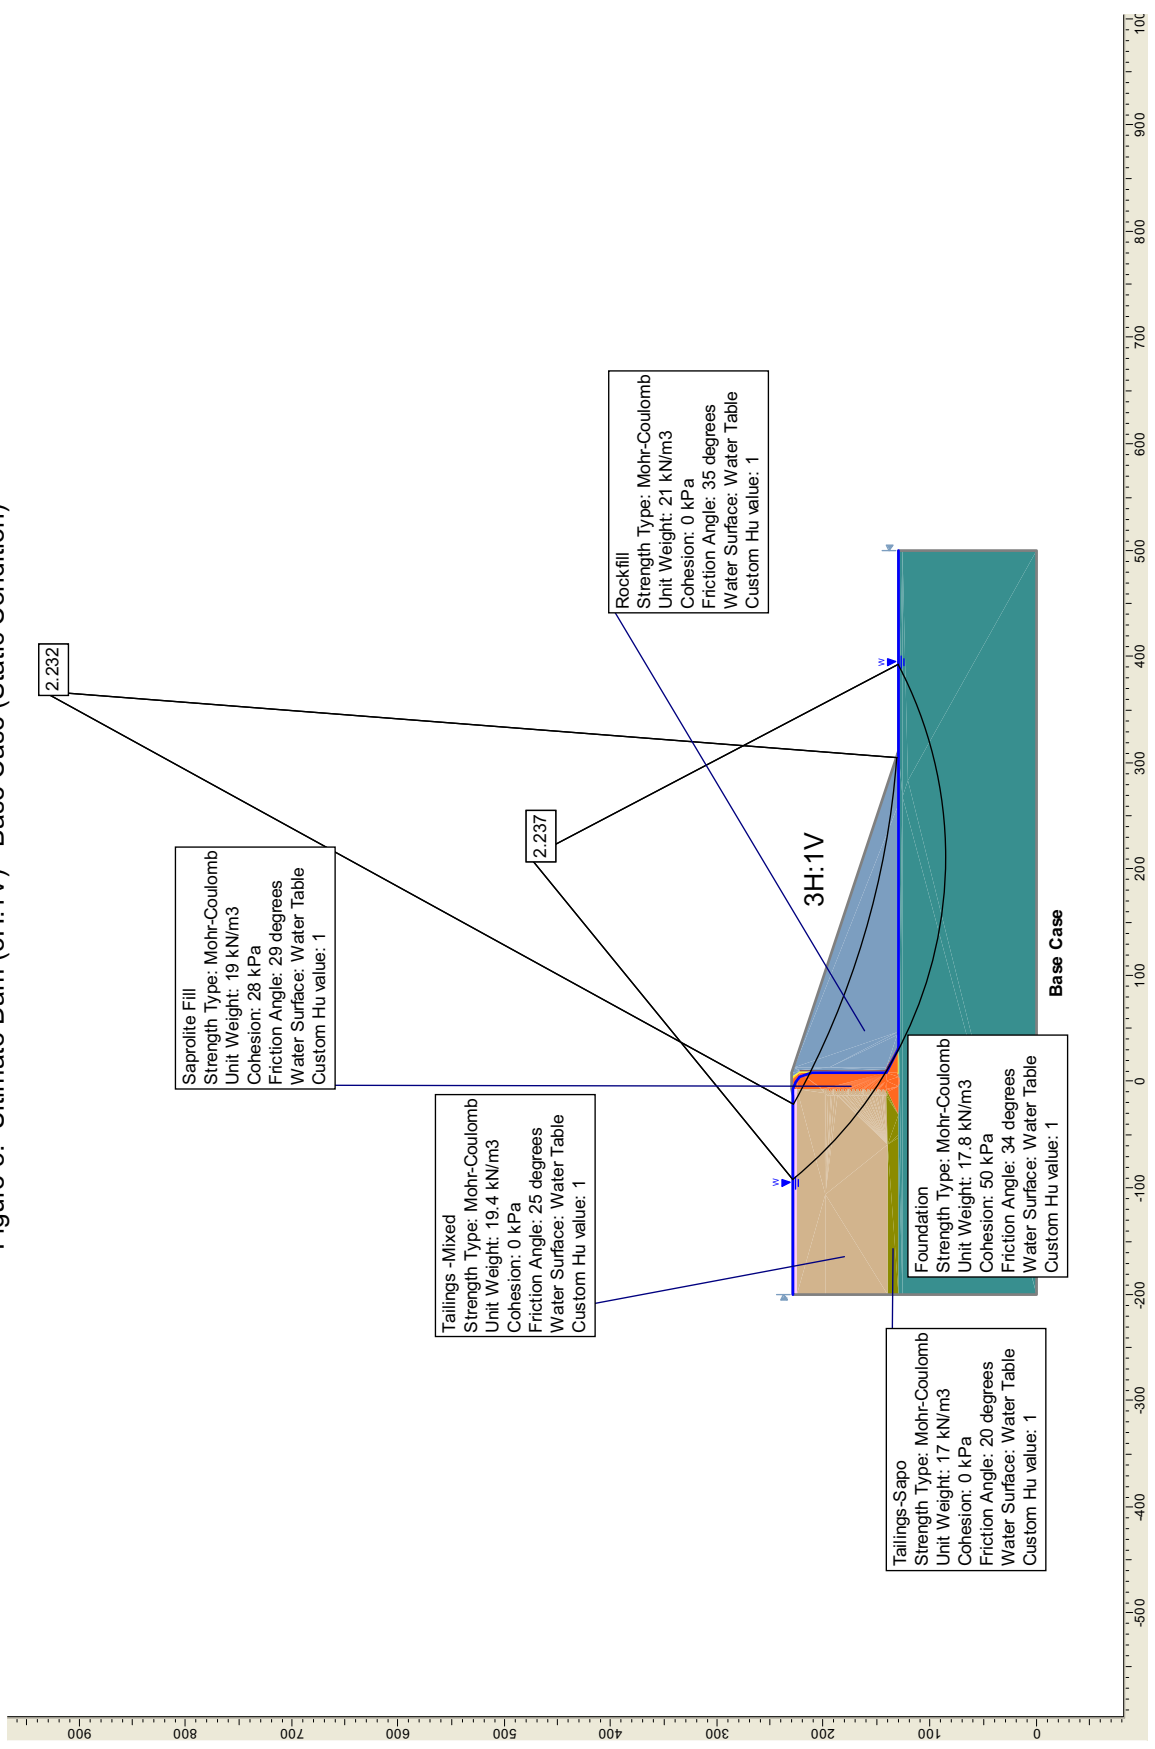 2.232
2.237
Saprolite Fill
Strength Type: Mohr-Coulomb
Unit Weight: 19 kN/m3
Cohesion: 28 kPa
Friction Angle: 29 degrees
Water Surface: Water Table
Custom Hu value: 1
Tailings -Mixed
Strength Type: Mohr-Coulomb
Unit Weight: 19.4 kN/m3
Cohesion: 0 kPa
Friction Angle: 25 degrees
Water Surface: Water Table
Custom Hu value: 1
Rockfill
Strength Type: Mohr-Coulomb
Unit Weight: 21 kN/m3
Cohesion: 0 kPa
Friction Angle: 35 degrees
Water Surface: Water Table
Custom Hu value: 1
3H:1V
W
W
Tailings-Sapo
Strength Type: Mohr-Coulomb
Unit Weight: 17 kN/m3
Cohesion: 0 kPa
Friction Angle: 20 degrees
Water Surface: Water Table
Custom Hu value: 1
Foundation
Strength Type: Mohr-Coulomb
Unit Weight: 17.8 kN/m3
Cohesion: 50 kPa
Friction Angle: 34 degrees
Water Surface: Water Table
Custom Hu value: 1
Base Case
900
800
700
600
500
400
300
200
100
0
-500
-400
-300
-200
-100
0
100
200
300
400
500
600
700
800
900